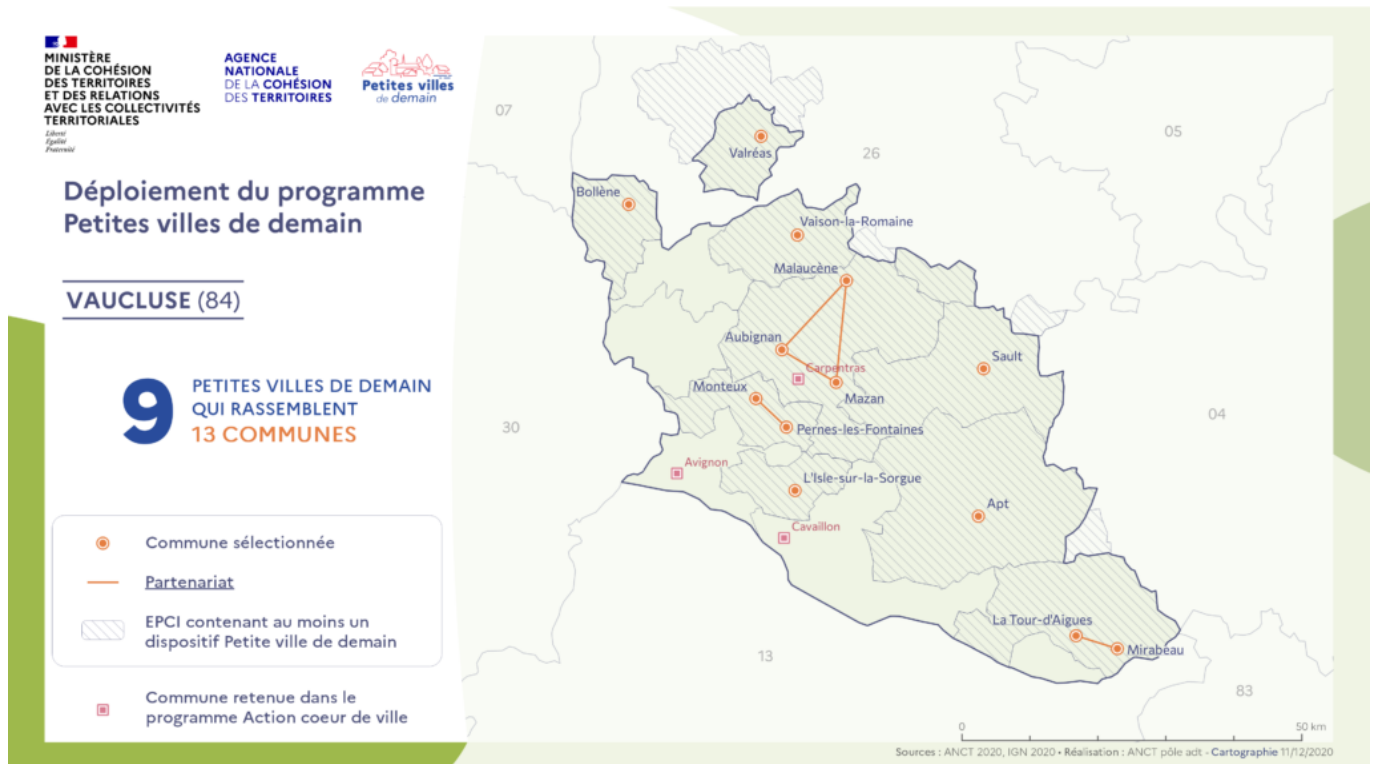 MINISTÈRE
DE LA COHÉSION
DES TERRITOIRES
ET DES RELATIONS
AVEC LES COLLECTIVITÉS
TERRITORIALES
Liberté
Égalité
Fraternité
AGENCE
NATIONALE
DE LA COHÉSION
DES TERRITOIRES
Petites villes
de demain
Déploiement du programme
Petites villes de demain
VAUCLUSE (84)
9
PETITES VILLES DE DEMAIN
QUI RASSEMBLENT
13 COMMUNES
Commune sélectionnée
Partenariat
EPCI contenant au moins un
dispositif Petite ville de demain
Commune retenue dans le
programme Action coeur de ville
07
05
26
Valréas
Bollène
Vaison-la-Romaine
Malaucène
Aubignan
Sault
Carpentras
Monteux
Mazan
04
30
Pernes-les-Fontaines
Avignon
L'Isle-sur-la-Sorgue
Apt
Cavaillon
La Tour-d'Aigues
Mirabeau
13
83
0
50 km
Sources : ANCT 2020, IGN 2020 • Réalisation : ANCT pôle adt - Cartographie 11/12/2020